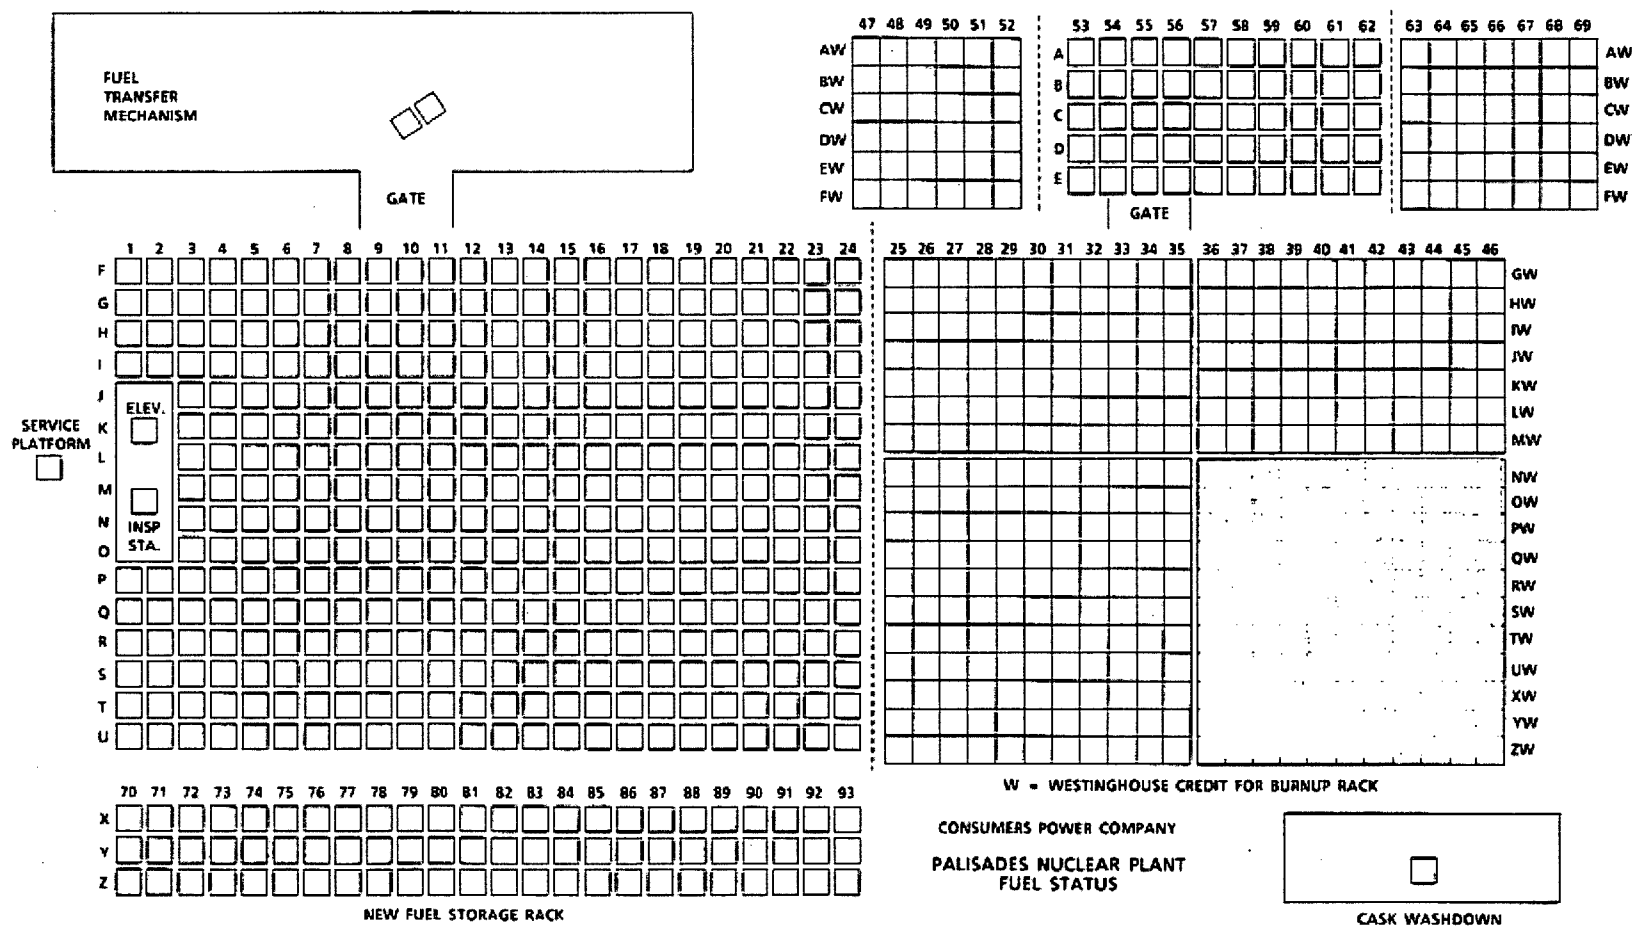 FUEL
TRANSFER
MECHANISM
GATE
47 48 49 50 51 52
AW
BW
CW
DW
EW
FW
53 54 55 56 57 58 59 60 61 62
A
B
C
D
E
GATE
63 64 65 66 67 68 69
AW
BW
CW
DW
EW
FW
1 2 3 4 5 6 7 8 9 10 11 12 13 14 15 16 17 18 19 20 21 22 23 24
F
G
H
I
J
K
L
M
N
O
P
Q
R
S
T
U
ELEV.
INSP
STA.
SERVICE
PLATFORM
25 26 27 28 29 30 31 32 33 34 35 36 37 38 39 40 41 42 43 44 45 46
GW
HW
IW
JW
KW
LW
MW
NW
OW
PW
QW
RW
SW
TW
UW
XW
YW
ZW
W = WESTINGHOUSE CREDIT FOR BURNUP RACK
70 71 72 73 74 75 76 77 78 79 80 81 82 83 84 85 86 87 88 89 90 91 92 93
X
Y
Z
NEW FUEL STORAGE RACK
CONSUMERS POWER COMPANY
PALISADES NUCLEAR PLANT
FUEL STATUS
CASK WASHDOWN